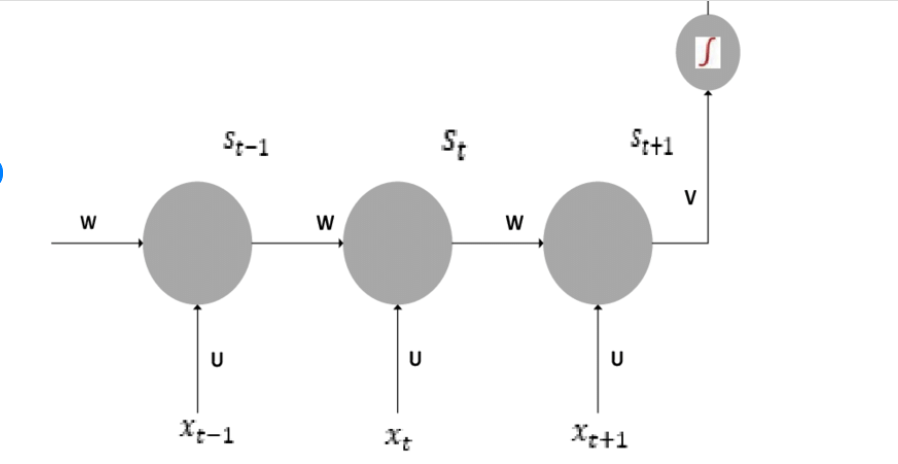 ∫
S_{t-1} S_t S_{t+1}
V
W W W
U U U
x_{t-1} x_t x_{t+1}